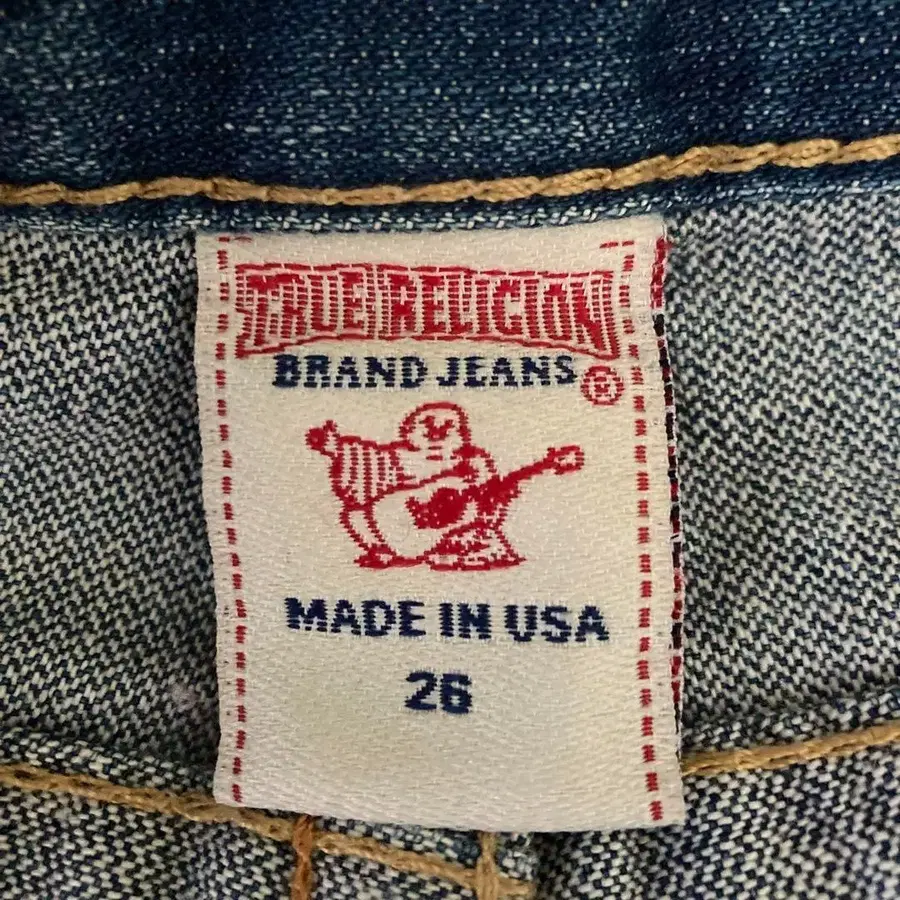 TRUE RELIGION
BRAND JEANS ®
MADE IN USA
26